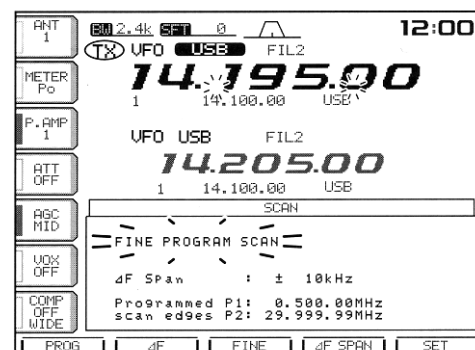 ANT
1
BW 2.4k SFT 0 12:00
TX VFO USB FIL2
METER
Po
14.195.00
1 14.100.00 USB
P.AMP
1
VFO USB FIL2
ATT
OFF
14.205.00
1 14.100.00 USB
AGC
MID
SCAN
FINE PROGRAM SCAN
VOX
OFF
⊿F SPan : ± 10kHz
COMP
OFF
WIDE
Programmed P1: 0.500.00MHz
scan edges P2: 29.999.99MHz
PROG ⊿F FINE ⊿F SPAN SET